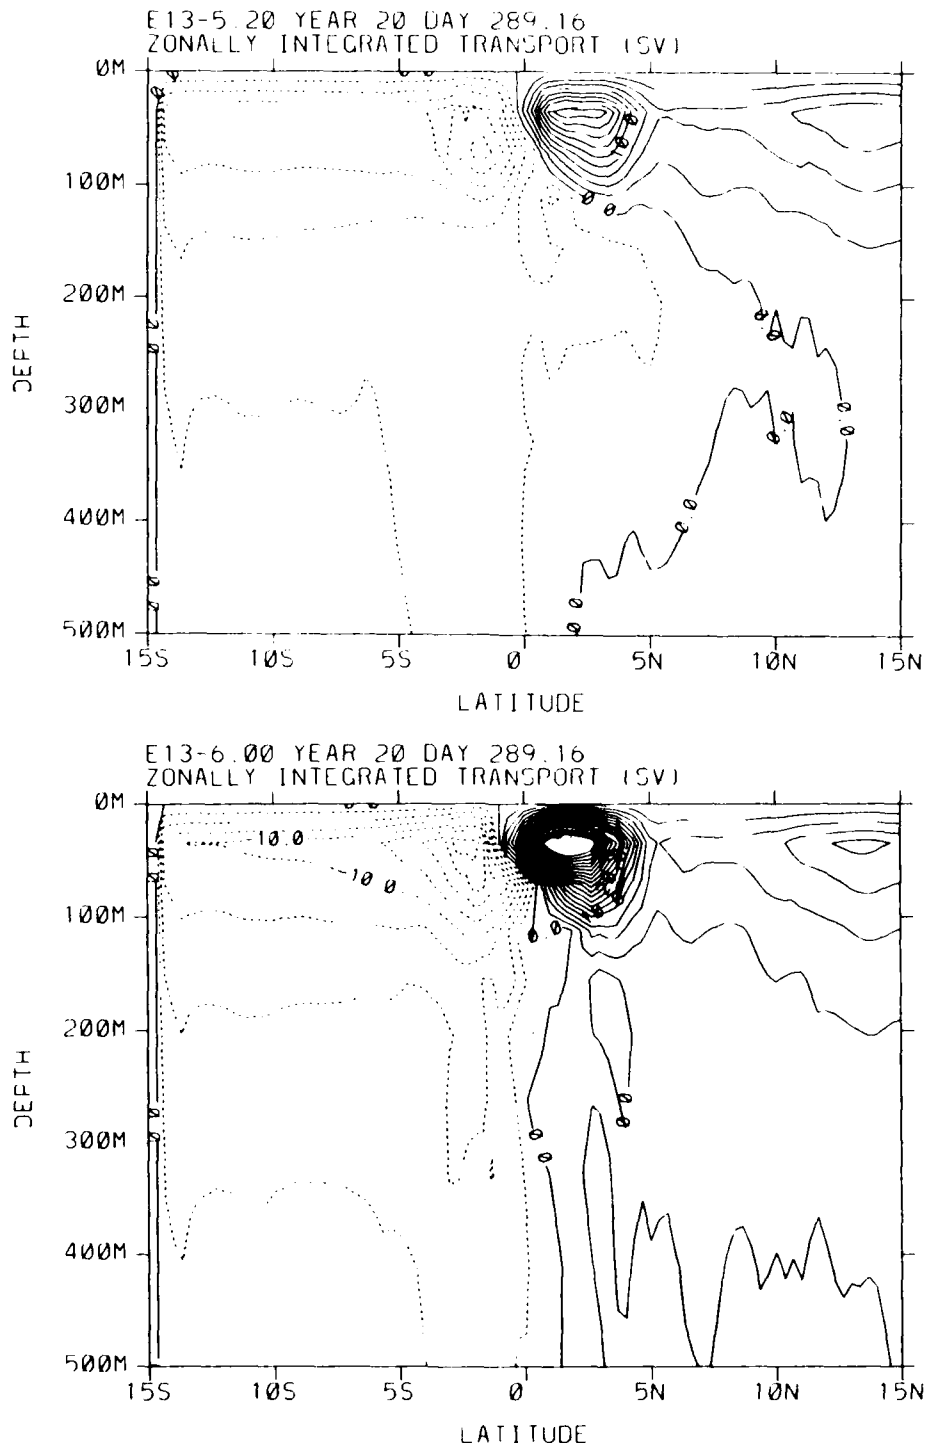 E13-5.20 YEAR 20 DAY 289.16
ZONALLY INTEGRATED TRANSPORT (SV)
0M
100M
200M
300M
400M
500M
DEPTH
15S 10S 5S 0 5N 10N 15N
LATITUDE
E13-6.00 YEAR 20 DAY 289.16
ZONALLY INTEGRATED TRANSPORT (SV)
0M
-10.0
-10.0
100M
200M
300M
400M
500M
DEPTH
15S 10S 5S 0 5N 10N 15N
LATITUDE